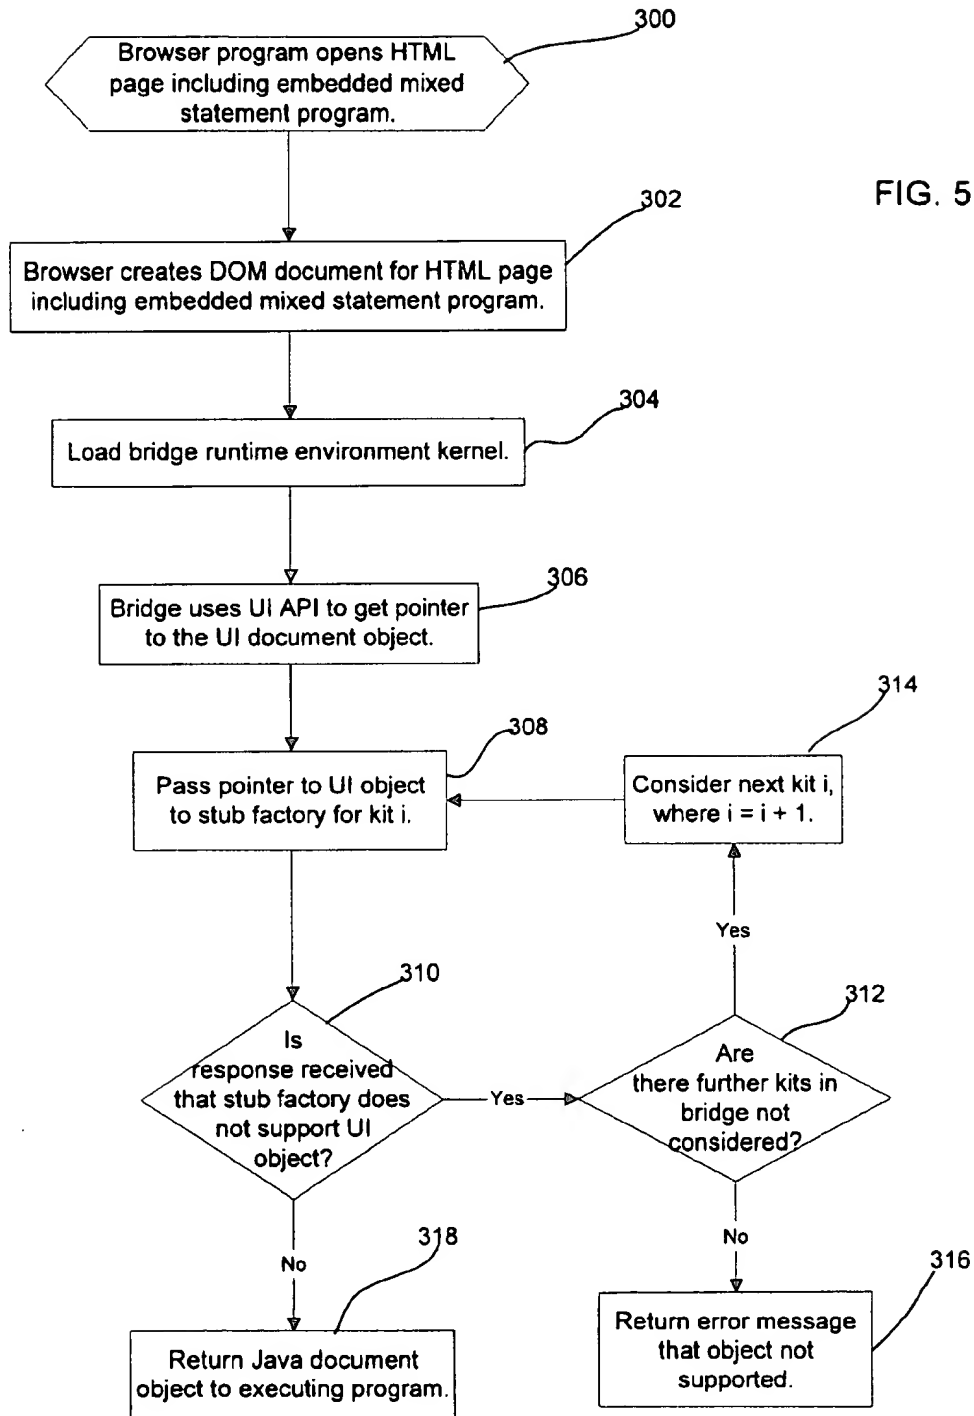 300
Browser program opens HTML
page including embedded mixed
statement program.
FIG. 5
302
Browser creates DOM document for HTML page
including embedded mixed statement program.
304
Load bridge runtime environment kernel.
306
Bridge uses UI API to get pointer
to the UI document object.
314
308
Pass pointer to UI object
to stub factory for kit i.
Consider next kit i,
where i = i + 1.
Yes
310
312
Is
response received
that stub factory does
not support UI
object?
Yes
Are
there further kits in
bridge not
considered?
No
318
No
316
Return Java document
object to executing program.
Return error message
that object not
supported.